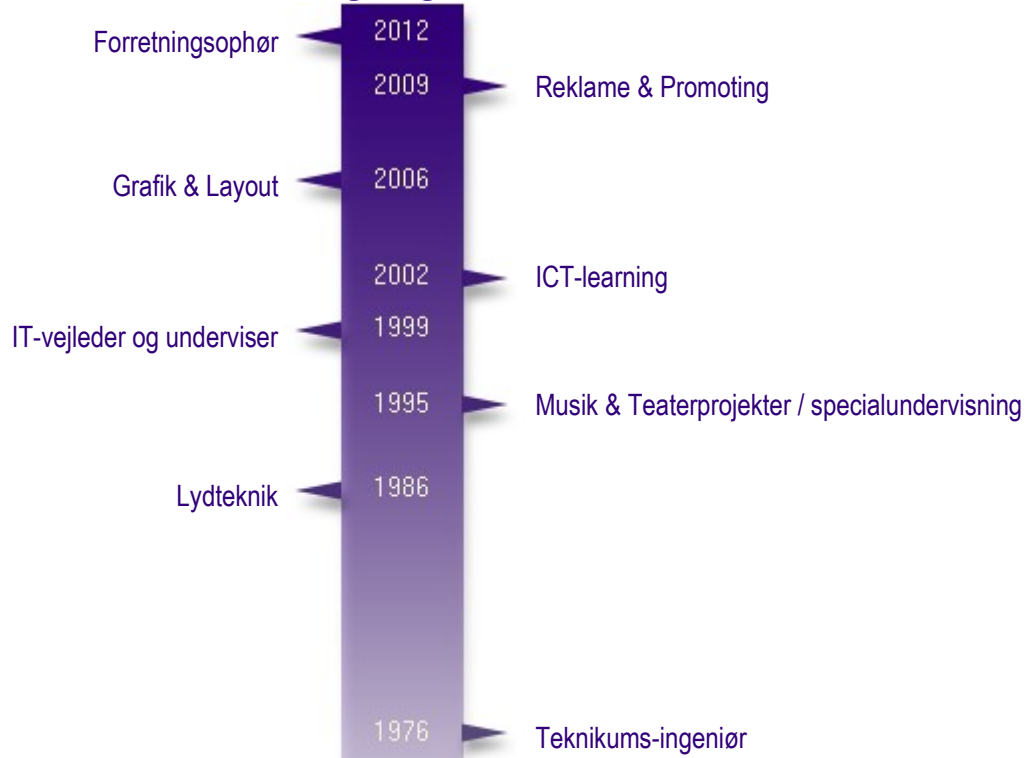 Forretningsophør
2012
2009
Reklame & Promoting
Grafik & Layout
2006
2002
ICT-learning
IT-vejleder og underviser
1999
1995
Musik & Teaterprojekter / specialundervisning
Lydteknik
1986
1976
Teknikums-ingeniør